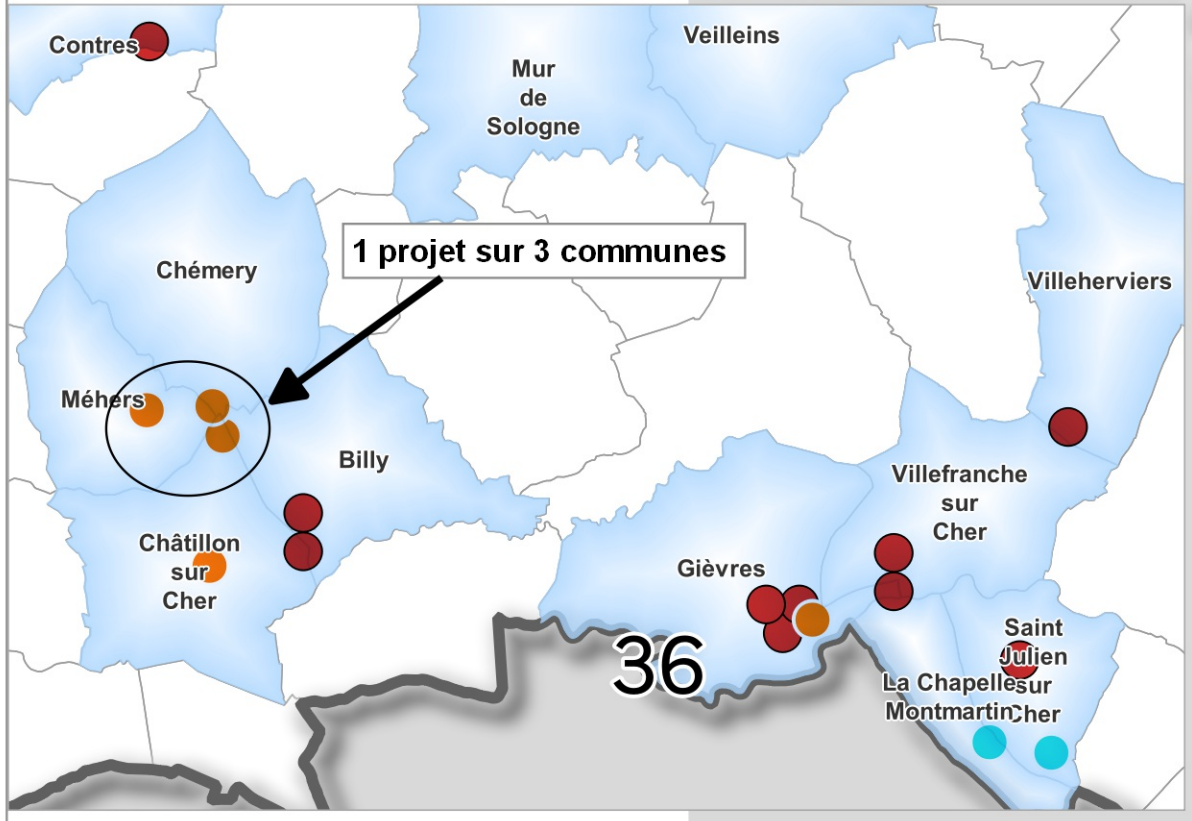 Contres
Veilleins
Mur
de
Sologne
1 projet sur 3 communes
Chémery
Villeherviers
Méhers
Billy
Villefranche
sur
Cher
Châtillon
sur
Cher
Gièvres
36
Saint
Julien
sur
Cher
La Chapelle
Montmartin